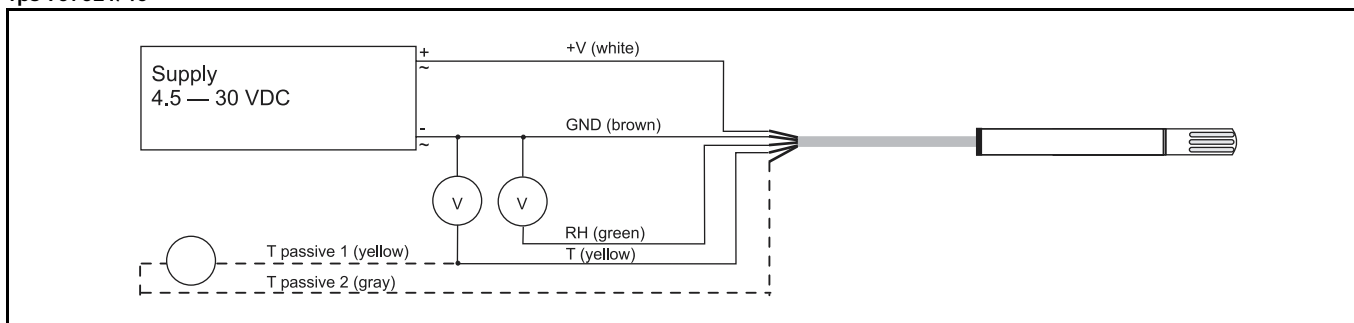 +V (white)
+
~
Supply
4.5 — 30 VDC
GND (brown)
-
~
V
V
RH (green)
T (yellow)
T passive 1 (yellow)
T passive 2 (gray)